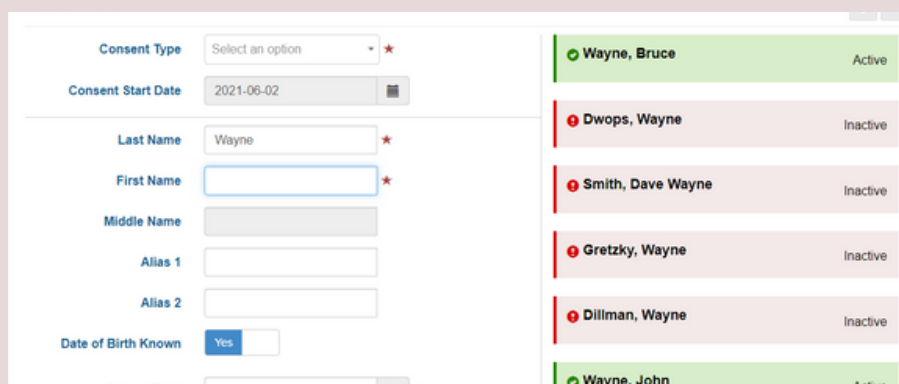 Consent Type Select an option ★
Consent Start Date 2021-06-02
Last Name Wayne ★
First Name ★
Middle Name
Alias 1
Alias 2
Date of Birth Known Yes
Wayne, Bruce Active
Dwops, Wayne Inactive
Smith, Dave Wayne Inactive
Gretzky, Wayne Inactive
Dillman, Wayne Inactive
Wayne, John Active